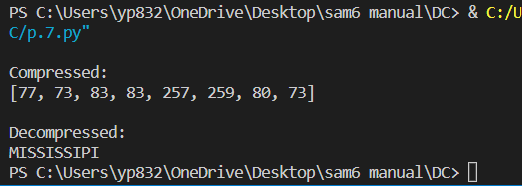 PS C:\Users\yp832\OneDrive\Desktop\sam6 manual\DC> & C:/U
C/p.7.py"
Compressed:
[77, 73, 83, 83, 257, 259, 80, 73]
Decompressed:
MISSISSIPI
PS C:\Users\yp832\OneDrive\Desktop\sam6 manual\DC>